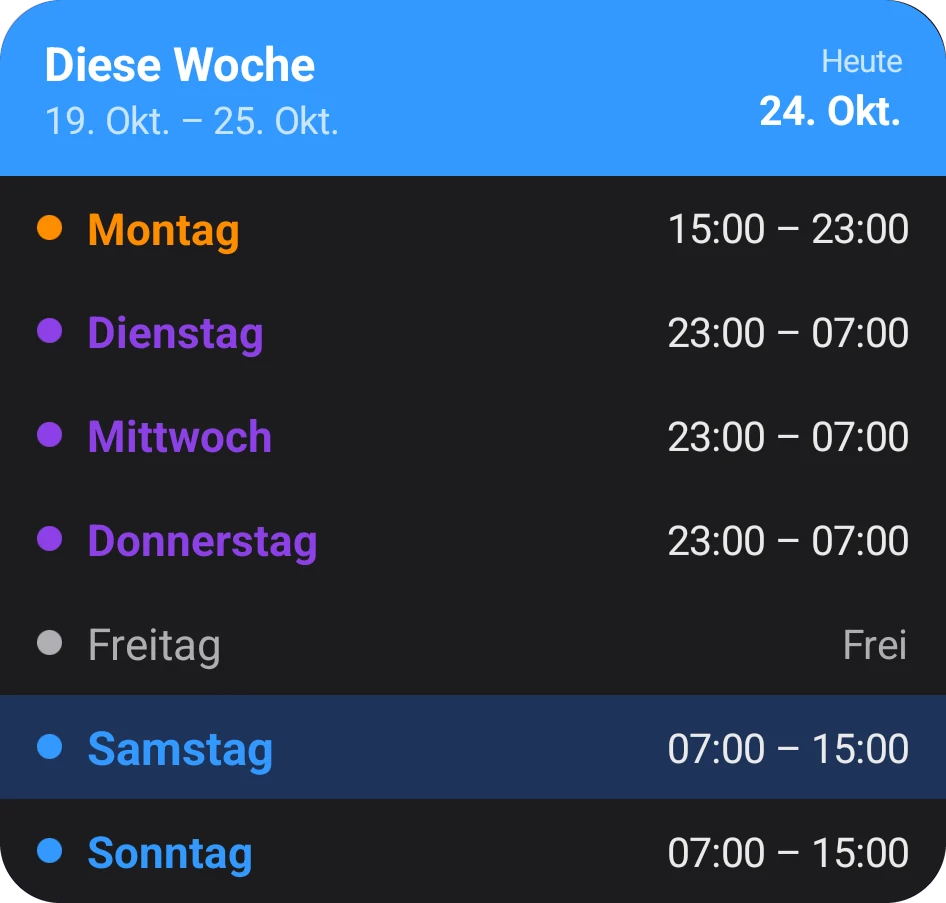 Diese Woche
19. Okt. – 25. Okt.
Heute
24. Okt.
Montag 15:00 – 23:00
Dienstag 23:00 – 07:00
Mittwoch 23:00 – 07:00
Donnerstag 23:00 – 07:00
Freitag Frei
Samstag 07:00 – 15:00
Sonntag 07:00 – 15:00